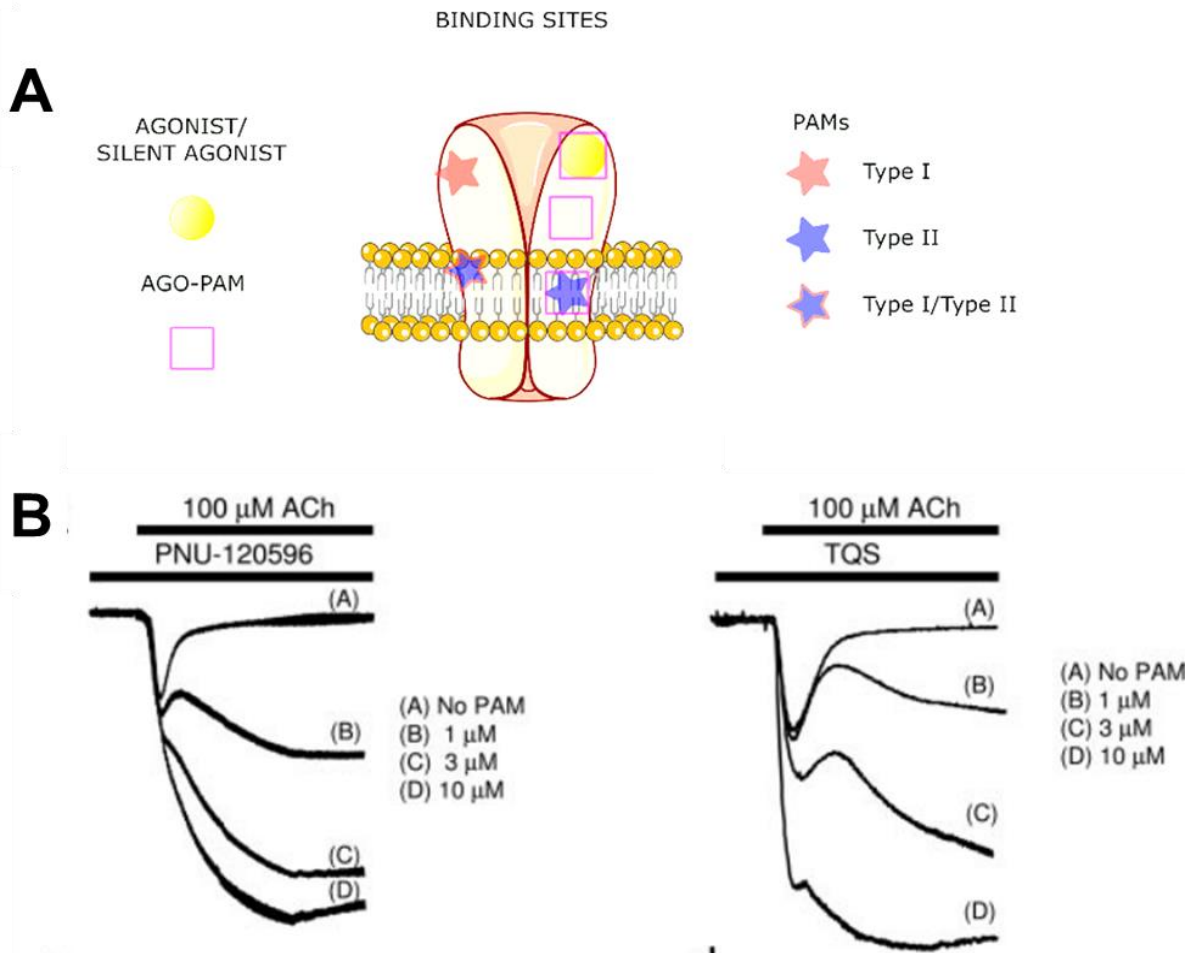 BINDING SITES
A
AGONIST/
SILENT AGONIST
AGO-PAM
PAMs
Type I
Type II
Type I/Type II
B
100 μM ACh
PNU-120596
(A)
(B)
(C)
(D)
(A) No PAM
(B) 1 μM
(C) 3 μM
(D) 10 μM
100 μM ACh
TQS
(A)
(B)
(C)
(D)
(A) No PAM
(B) 1 μM
(C) 3 μM
(D) 10 μM